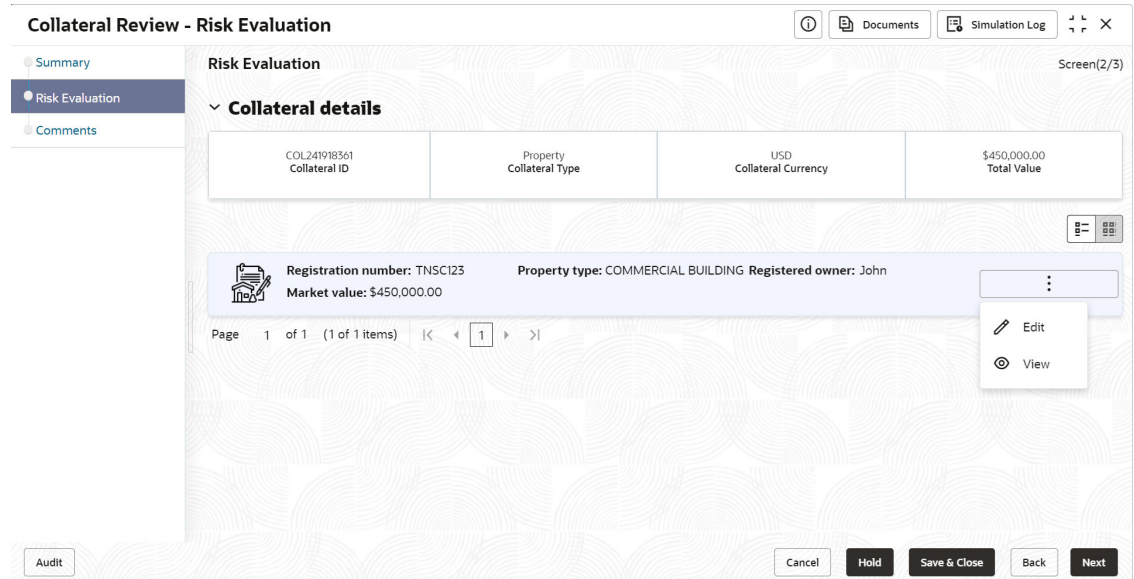 Collateral Review - Risk Evaluation
Documents
Simulation Log
Summary
Risk Evaluation
Comments
Risk Evaluation
Screen(2/3)
Collateral details
COL241918361
Collateral ID
Property
Collateral Type
USD
Collateral Currency
$450,000.00
Total Value
Registration number: TNSC123 Property type: COMMERCIAL BUILDING Registered owner: John
Market value: $450,000.00
Edit
View
Page 1 of 1 (1 of 1 items) 1
Audit
Cancel
Hold
Save & Close
Back
Next